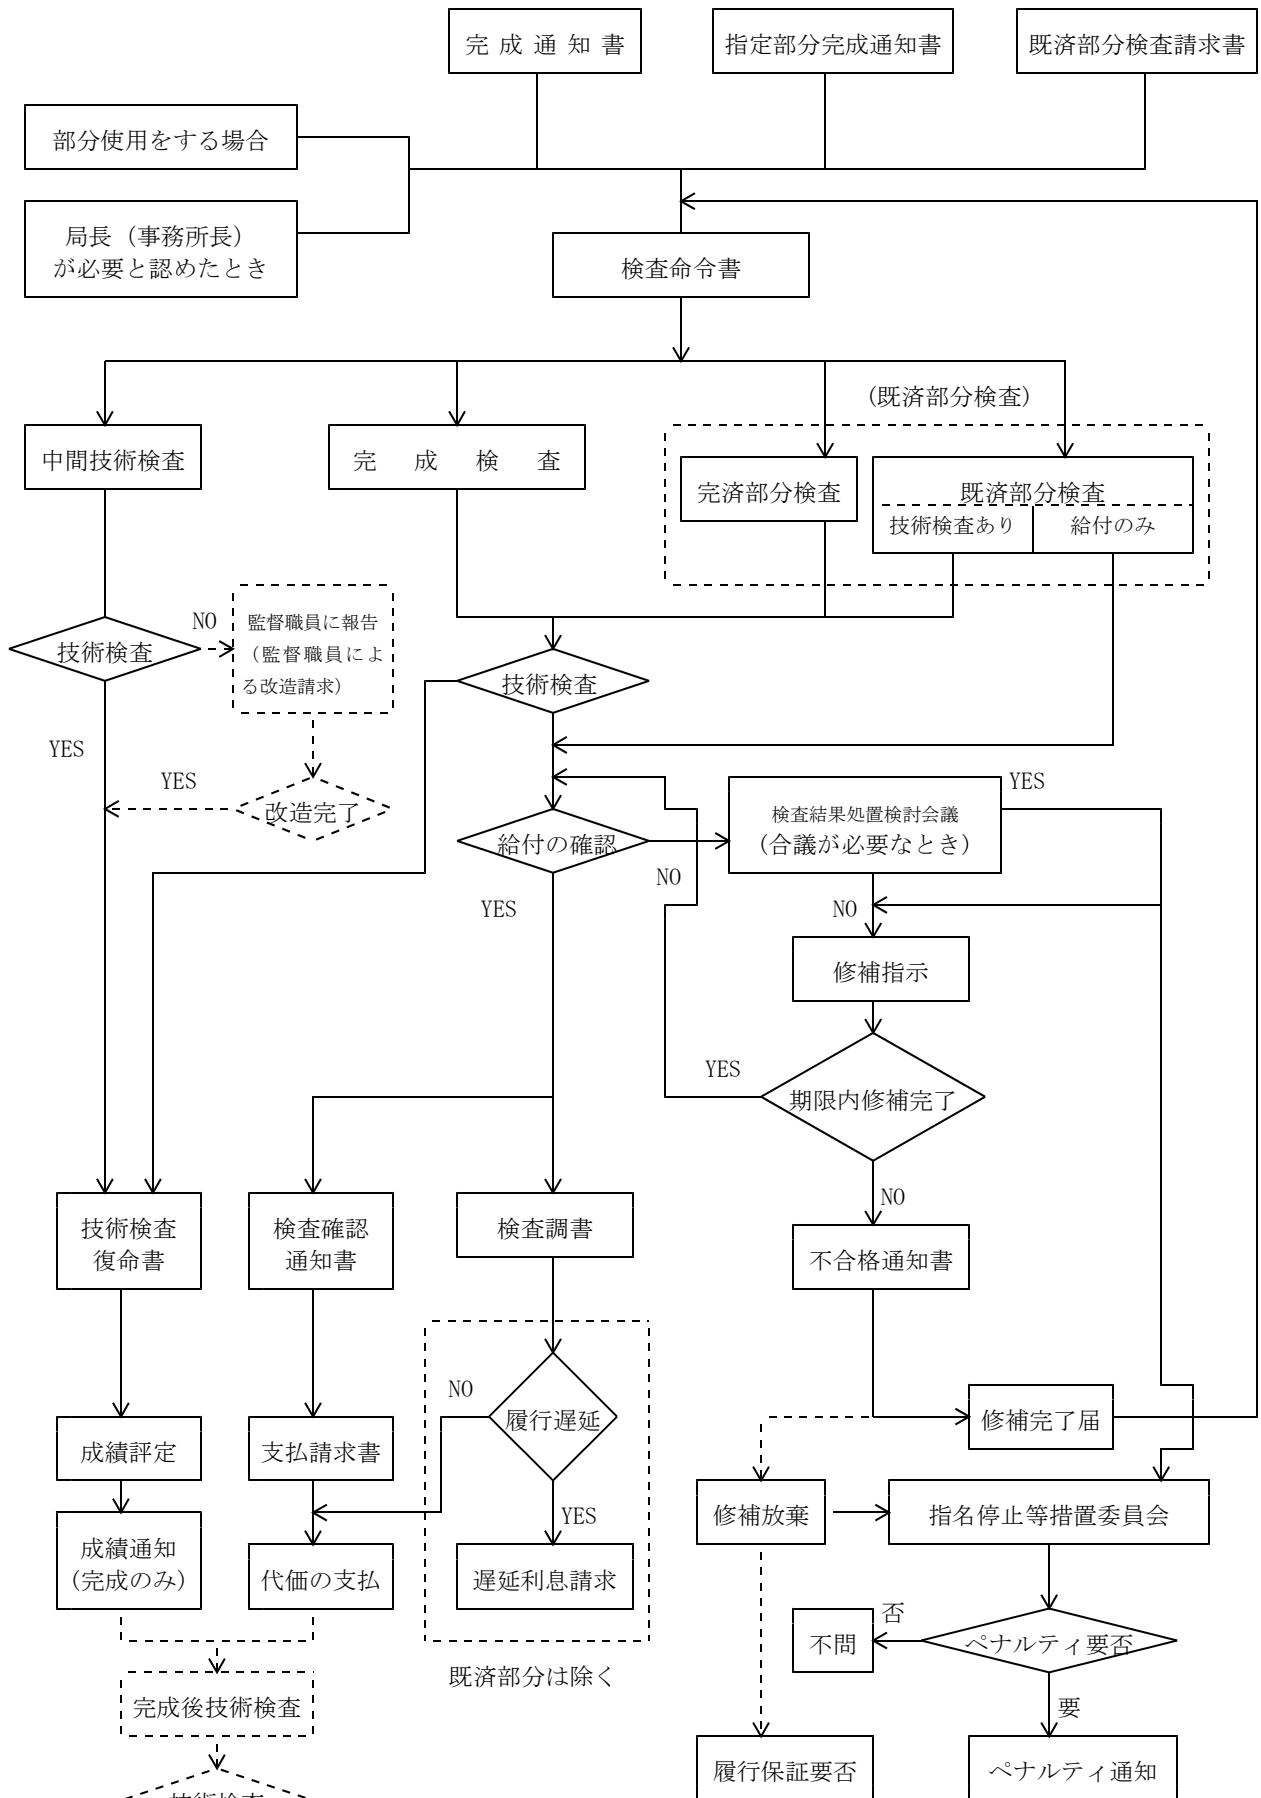 完成通知書
指定部分完成通知書
既済部分検査請求書
部分使用をする場合
局長（事務所長）
が必要と認めたとき
検査命令書
（既済部分検査）
中間技術検査
完成検査
完済部分検査
既済部分検査
技術検査あり
給付のみ
NO
監督職員に報告
（監督職員によ
る改造請求）
技術検査
技術検査
YES
YES
改造完了
YES
検査結果処置検討会議
（合議が必要なとき）
給付の確認
NO
YES
NO
修補指示
YES
期限内修補完了
NO
技術検査
復命書
検査確認
通知書
検査調書
不合格通知書
NO
履行遅延
修補完了届
成績評定
支払請求書
YES
修補放棄
指名停止等措置委員会
成績通知
（完成のみ）
代価の支払
遅延利息請求
否
不問
ペナルティ要否
既済部分は除く
完成後技術検査
要
履行保証要否
ペナルティ通知
技術検査